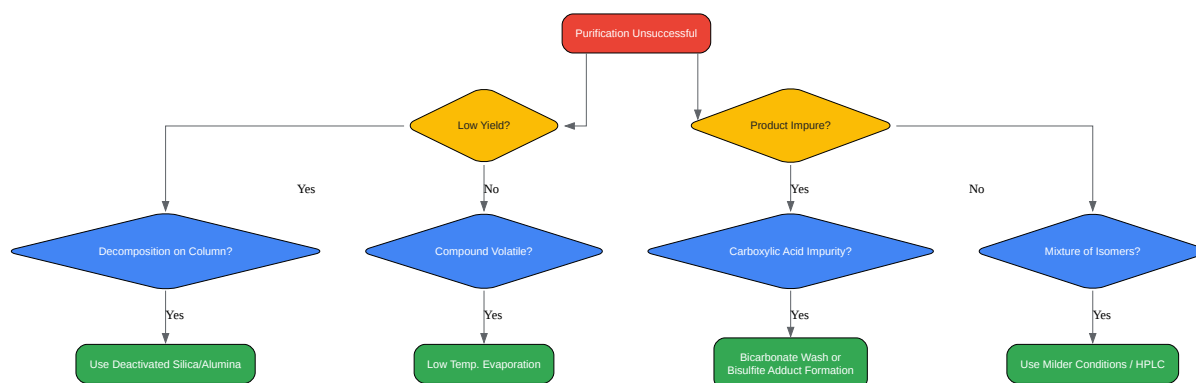 Purification Unsuccessful
Low Yield?
Product Impure?
Yes
No
Yes
No
Decomposition on Column?
Compound Volatile?
Carboxylic Acid Impurity?
Mixture of Isomers?
Yes
Yes
Yes
Yes
Use Deactivated Silica/Alumina
Low Temp. Evaporation
Bicarbonate Wash or
Bisulfite Adduct Formation
Use Milder Conditions / HPLC